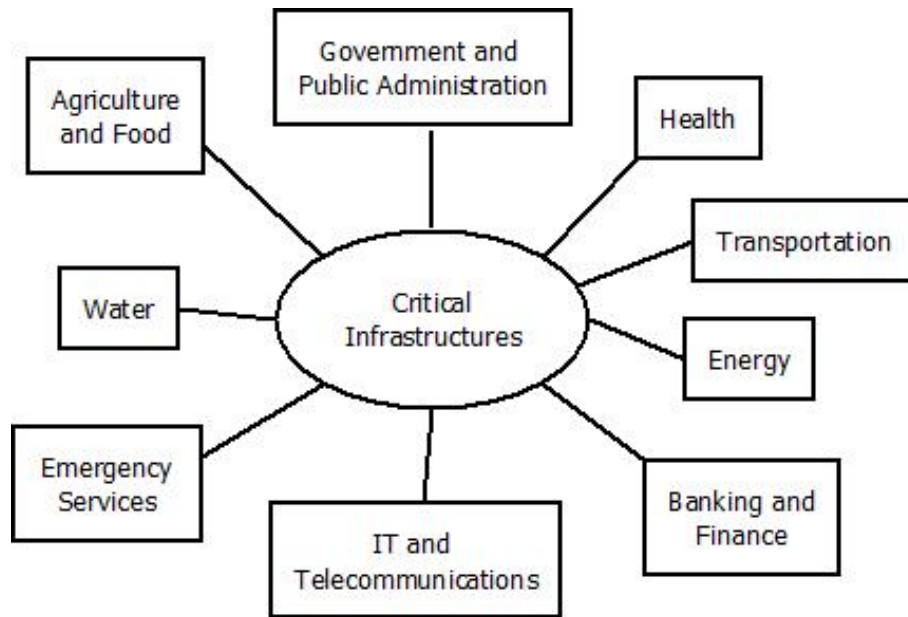 Government and
Public Administration
Agriculture
and Food
Health
Transportation
Water
Critical
Infrastructures
Energy
Emergency
Services
Banking and
Finance
IT and
Telecommunications